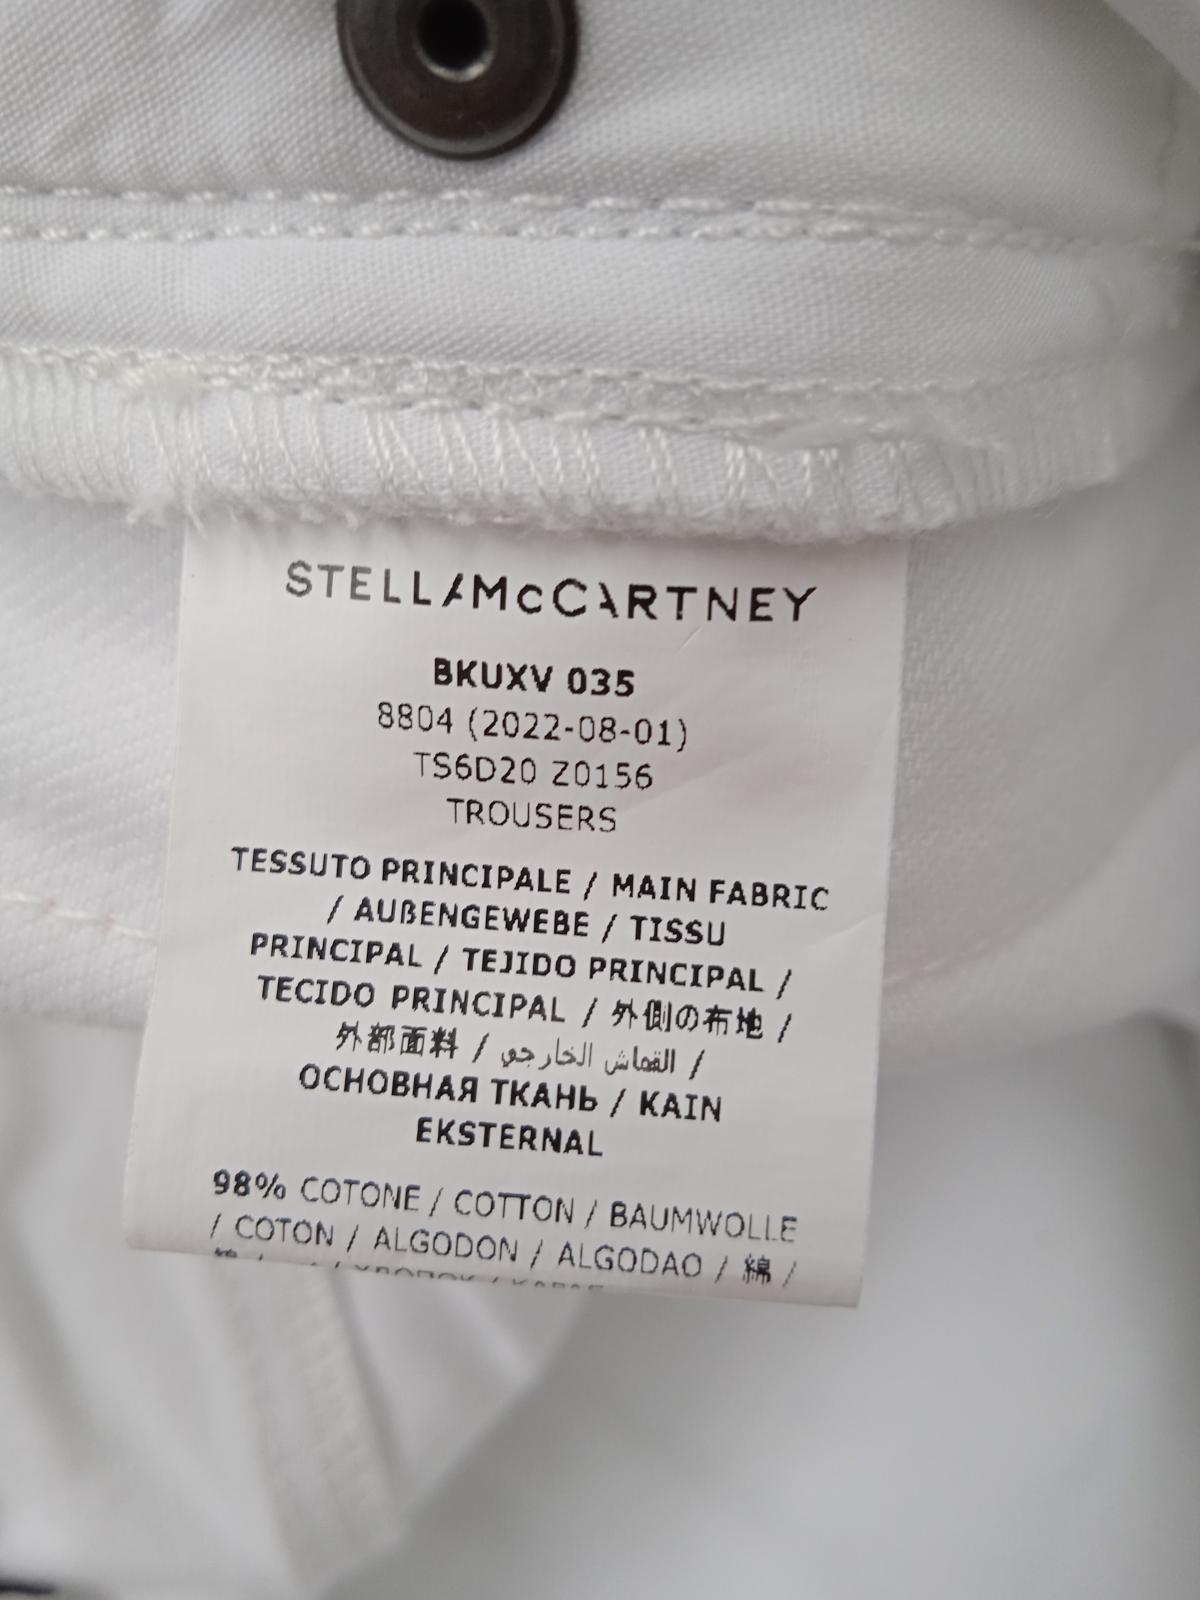 STELLA McCARTNEY
BKUXV 035
8804 (2022-08-01)
TS6D20 Z0156
TROUSERS
TESSUTO PRINCIPALE / MAIN FABRIC
/ AUßENGEWEBE / TISSU
PRINCIPAL / TEJIDO PRINCIPAL /
TECIDO PRINCIPAL / 外側の布地 /
外部面料 / القماش الخارجي /
ОСНОВНАЯ ТКАНЬ / KAIN
EKSTERNAL
98% COTONE / COTTON / BAUMWOLLE
/ COTON / ALGODON / ALGODAO / 綿 /